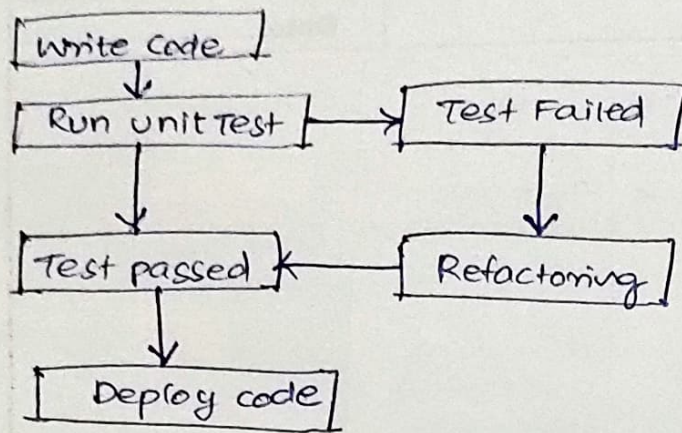 Write Code
Run unit Test
Test Failed
Test passed
Refactoring
Deploy code